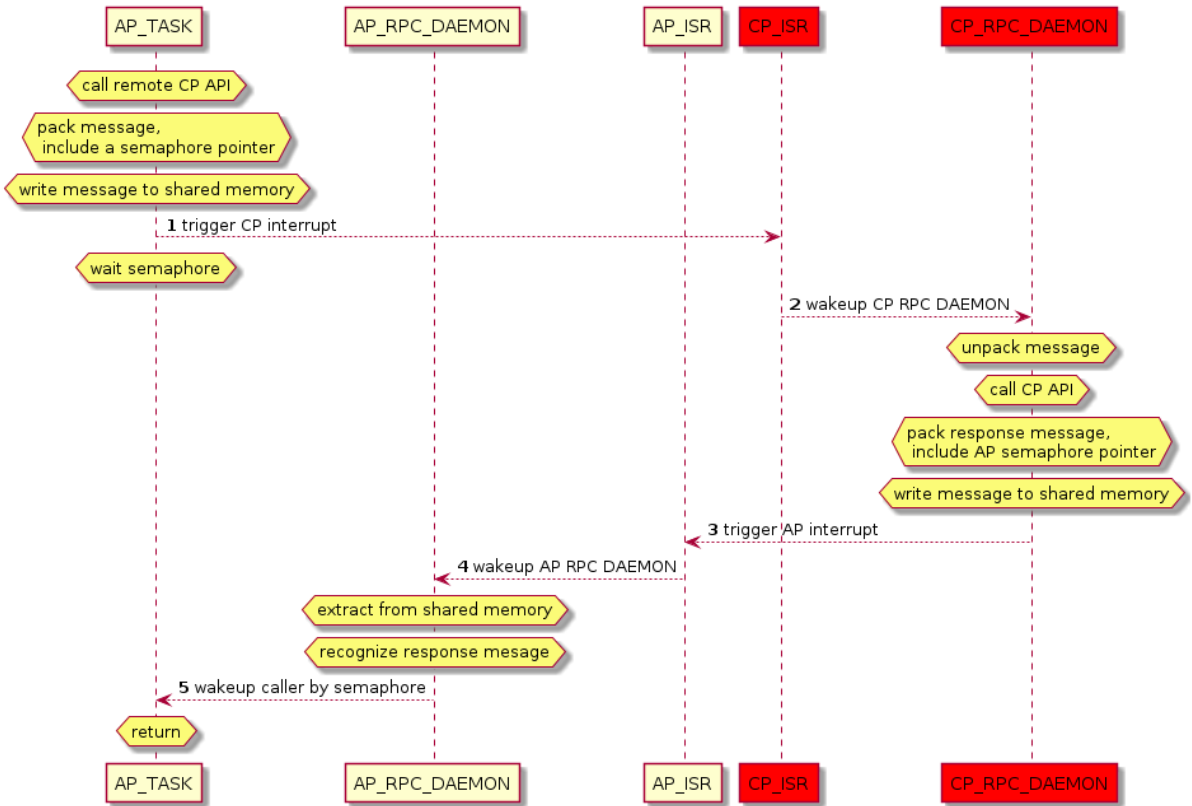 AP_TASK
AP_RPC_DAEMON
AP_ISR
CP_ISR
CP_RPC_DAEMON
call remote CP API
pack message,
include a semaphore pointer
write message to shared memory
1 trigger CP interrupt
wait semaphore
2 wakeup CP RPC DAEMON
unpack message
call CP API
pack response message,
include AP semaphore pointer
write message to shared memory
3 trigger AP interrupt
4 wakeup AP RPC DAEMON
extract from shared memory
recognize response mesage
5 wakeup caller by semaphore
return
AP_TASK
AP_RPC_DAEMON
AP_ISR
CP_ISR
CP_RPC_DAEMON